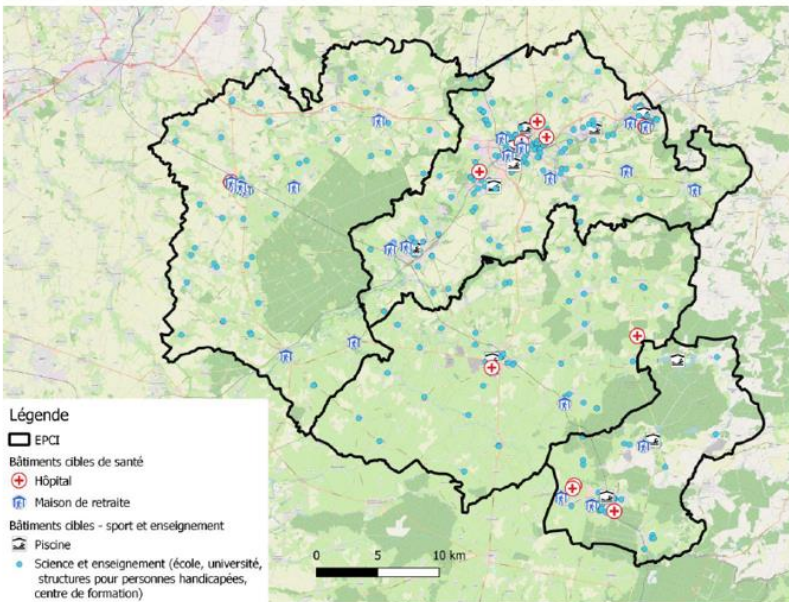 Légende
EPCI
Bâtiments cibles de santé
Hôpital
Maison de retraite
Bâtiments cibles - sport et enseignement
Piscine
Science et enseignement (école, université,
structures pour personnes handicapées,
centre de formation)
0 5 10 km